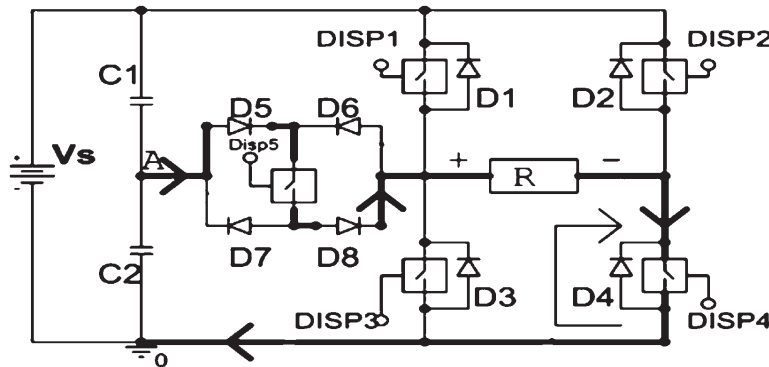 DISP1
DISP2
C1
D1
D2
D5
D6
Disp5
+
Vs
A
+
R
-
-
D7
D8
C2
D3
D4
DISP3
DISP4
0